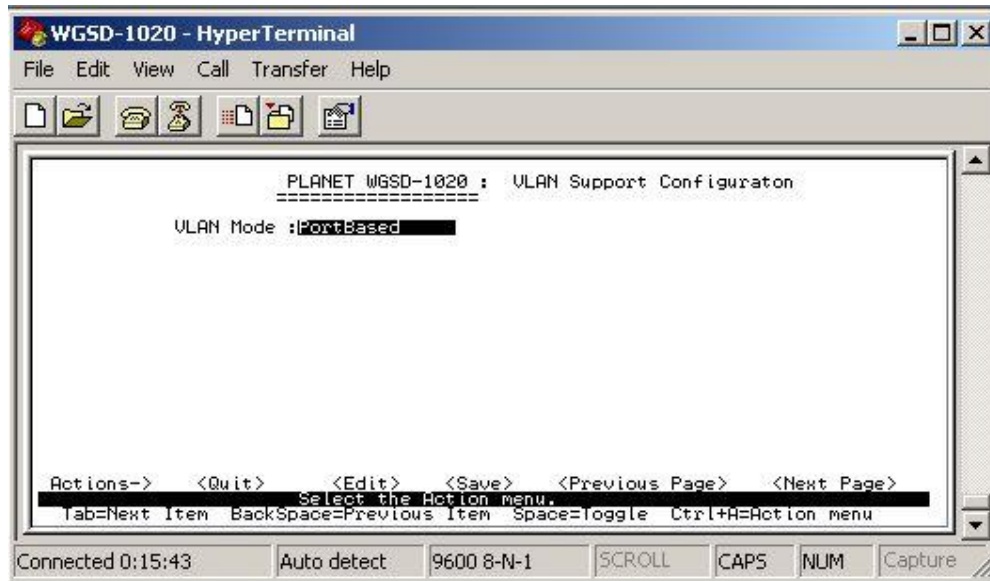 WGSD-1020 - HyperTerminal
File Edit View Call Transfer Help
PLANET WGSD-1020 : VLAN Support Configuraton
==================
VLAN Mode :PortBased
Actions-> <Quit> <Edit> <Save> <Previous Page> <Next Page>
Select the Action menu.
Tab=Next Item BackSpace=Previous Item Space=Toggle Ctrl+A=Action menu
Connected 0:15:43 Auto detect 9600 8-N-1 SCROLL CAPS NUM Capture